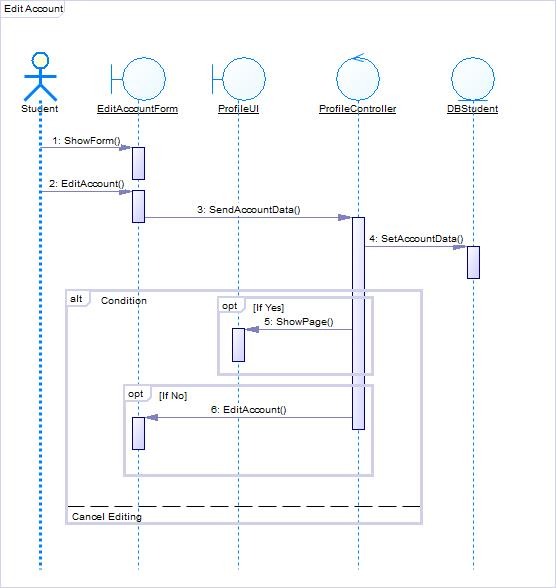 Edit Account
Student
EditAccountForm
ProfileUI
ProfileController
DBStudent
1: ShowForm()
2: EditAccount()
3: SendAccountData()
4: SetAccountData()
alt
Condition
opt
[If Yes]
5: ShowPage()
opt
[If No]
6: EditAccount()
Cancel Editing